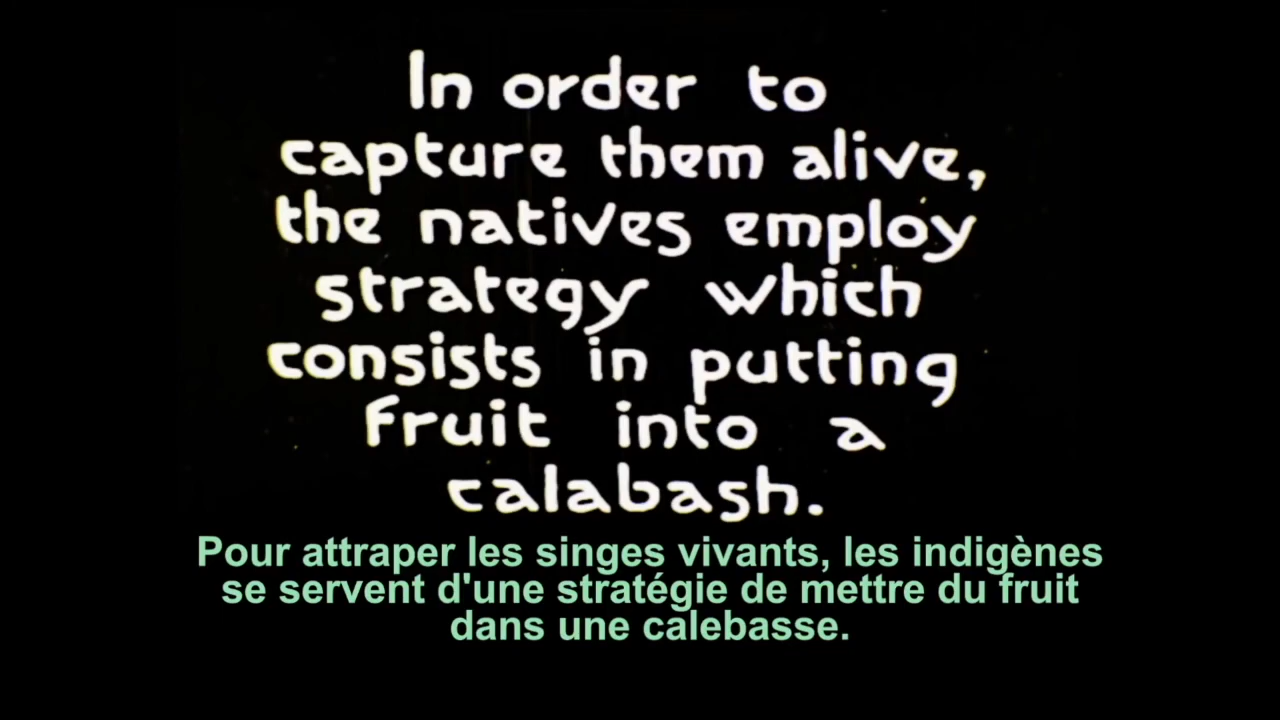 In order to
capture them alive,
the natives employ
strategy which
consists in putting
fruit into a
calabash.
Pour attraper les singes vivants, les indigènes
se servent d'une stratégie de mettre du fruit
dans une calebasse.